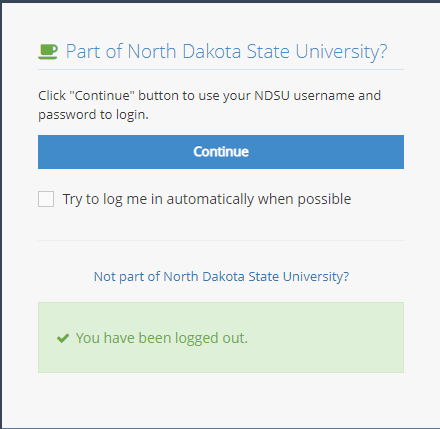 Part of North Dakota State University?
Click "Continue" button to use your NDSU username and
password to login.
Continue
Try to log me in automatically when possible
Not part of North Dakota State University?
You have been logged out.